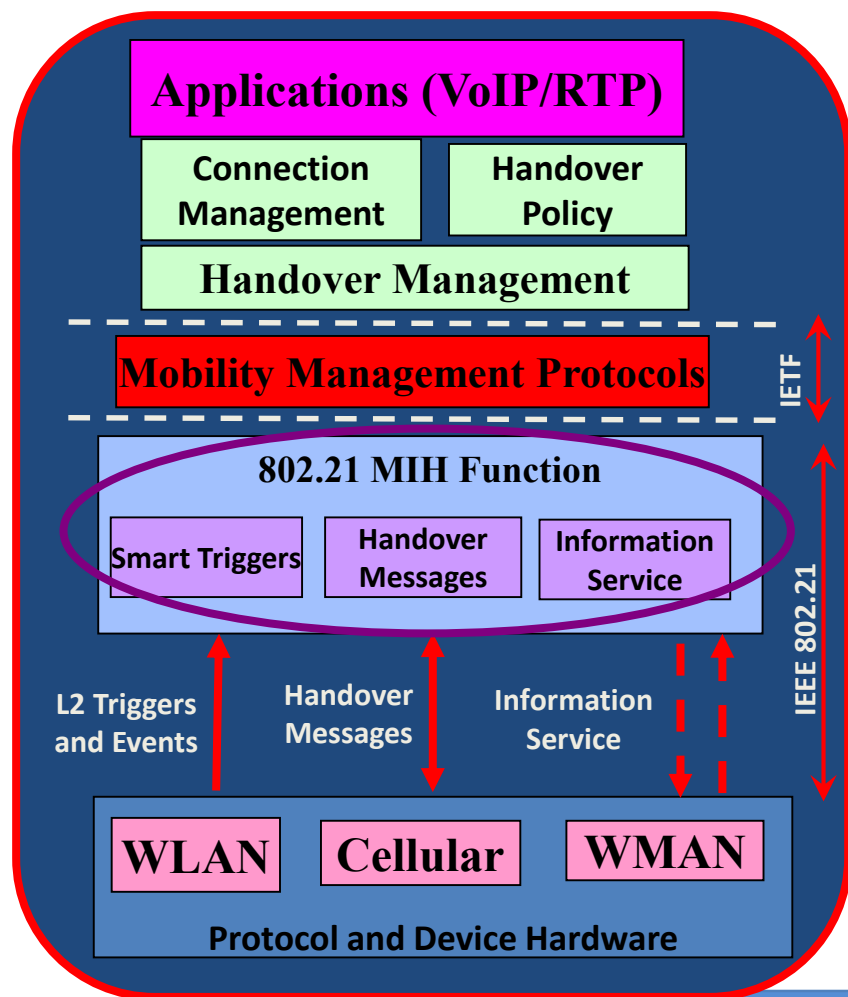 Applications (VoIP/RTP)
Connection
Management
Handover
Policy
Handover Management
Mobility Management Protocols
IETF
802.21 MIH Function
Smart Triggers
Handover
Messages
Information
Service
IEEE 802.21
L2 Triggers
and Events
Handover
Messages
Information
Service
WLAN
Cellular
WMAN
Protocol and Device Hardware